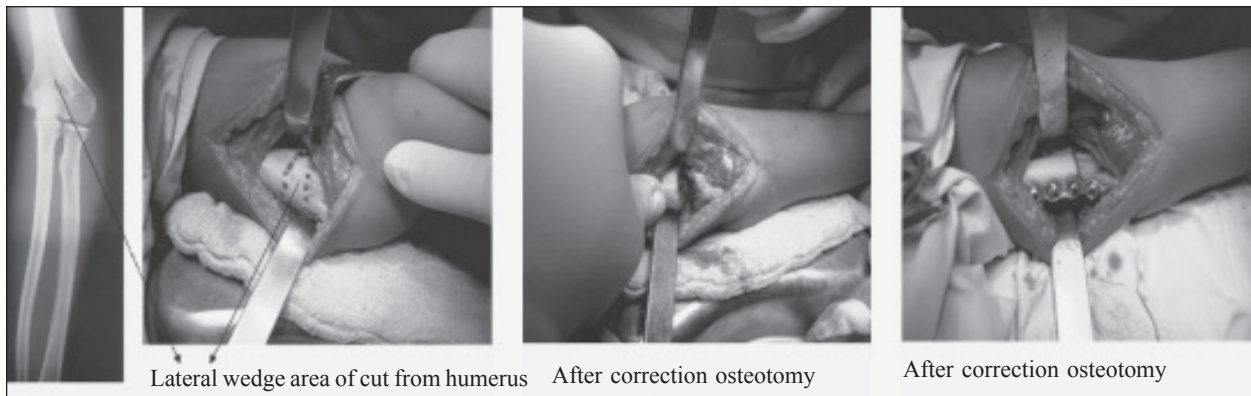 Lateral wedge area of cut from humerus
After correction osteotomy
After correction osteotomy